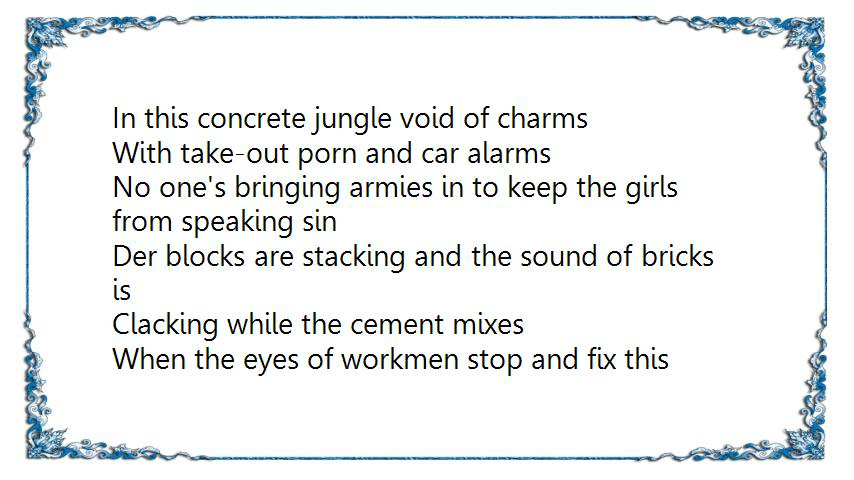 In this concrete jungle void of charms
With take-out porn and car alarms
No one's bringing armies in to keep the girls
from speaking sin
Der blocks are stacking and the sound of bricks
is
Clacking while the cement mixes
When the eyes of workmen stop and fix this